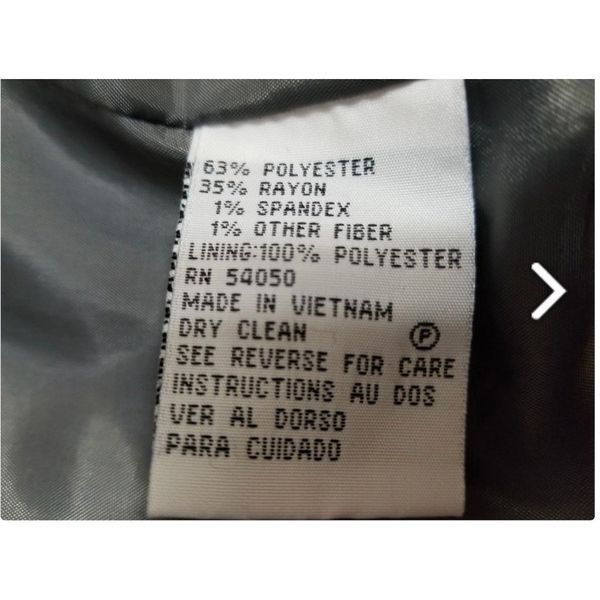 63% POLYESTER
35% RAYON
1% SPANDEX
1% OTHER FIBER
LINING:100% POLYESTER
RN 54050
MADE IN VIETNAM
DRY CLEAN Ⓟ
SEE REVERSE FOR CARE
INSTRUCTIONS AU DOS
VER AL DORSO
PARA CUIDADO